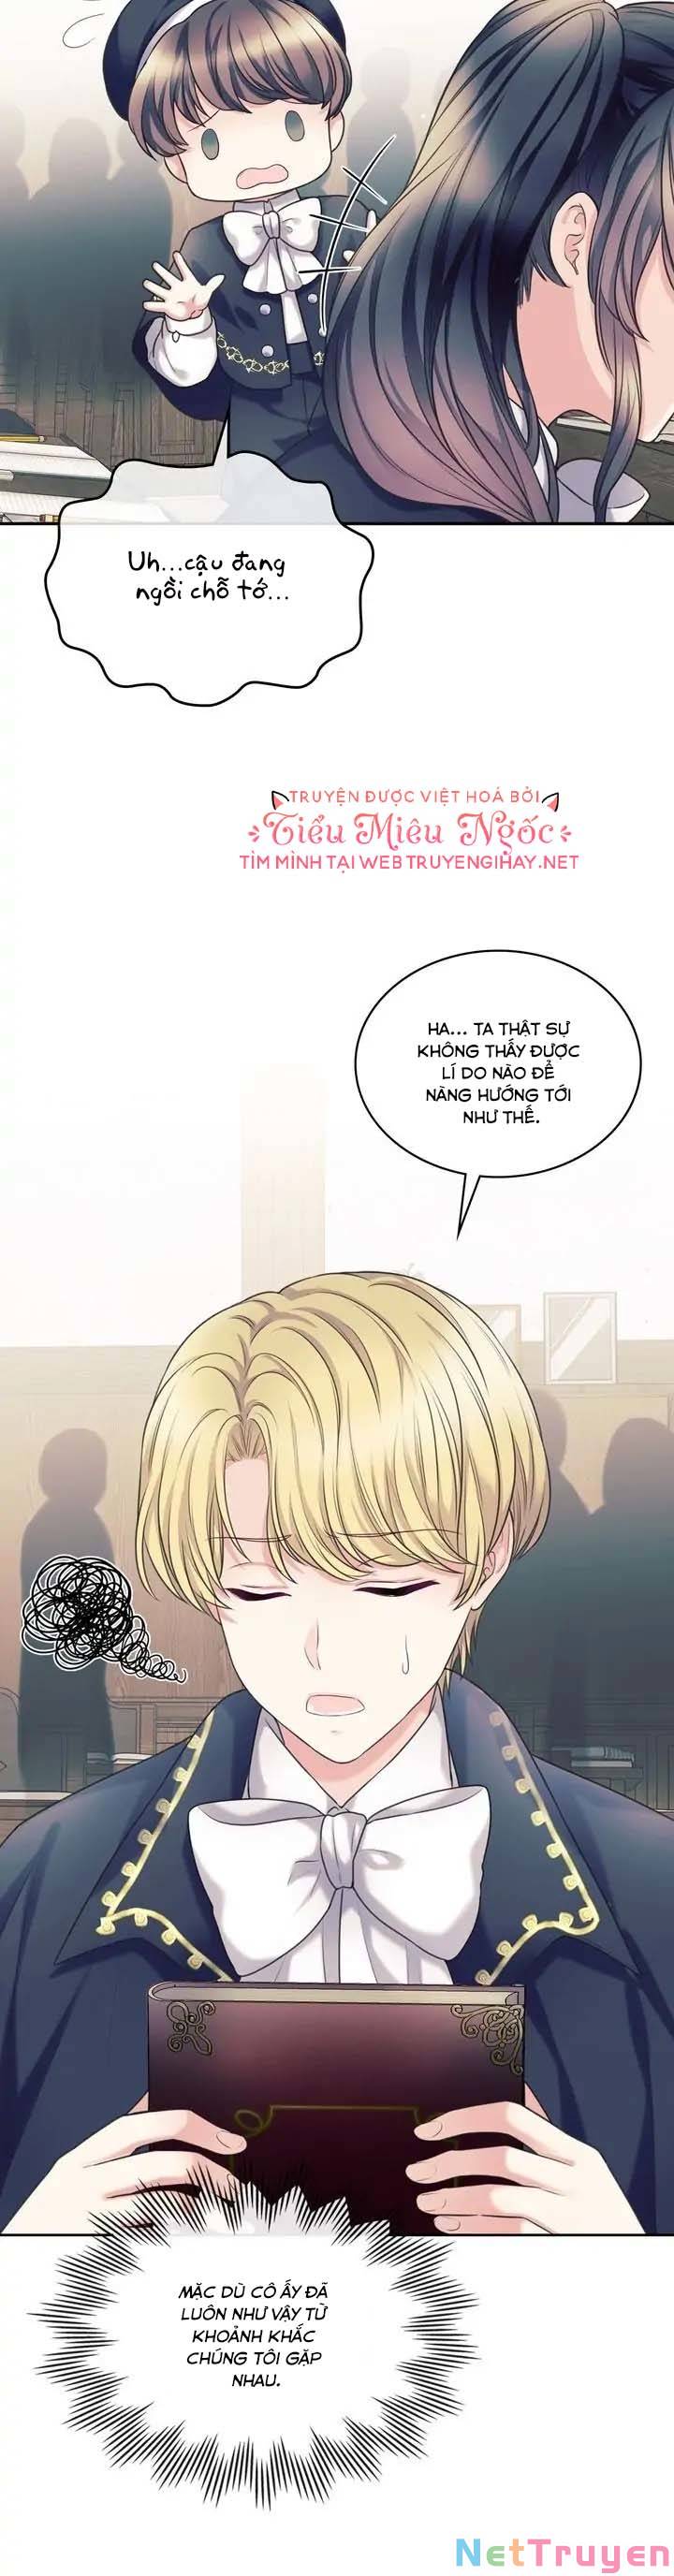 Uh...cậu đang
ngồi chỗ tớ...
TRUYỆN ĐƯỢC VIỆT HOÁ BỞI
Tiểu Miêu Ngốc
TÌM MÌNH TẠI WEBTRUYENGIHAY.NET
HA... TA THẬT SỰ
KHÔNG THẤY ĐƯỢC
LÍ DO NÀO ĐỂ
NÀNG HƯỚNG TỚI
NHƯ THẾ.
MẶC DÙ CÔ ẤY ĐÃ
LUÔN NHƯ VẬY TỪ
KHOẢNH KHẮC
CHÚNG TÔI GẶP
NHAU.
NetTruyen